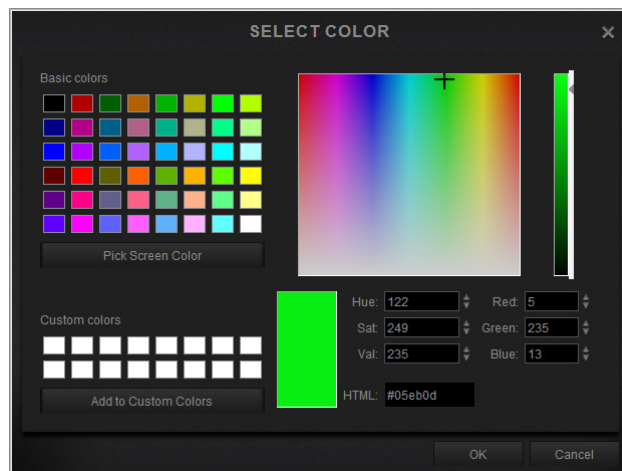 SELECT COLOR
Basic colors
Pick Screen Color
Custom colors
Add to Custom Colors
Hue: 122 Red: 5
Sat: 249 Green: 235
Val: 235 Blue: 13
HTML: #05eb0d
OK Cancel